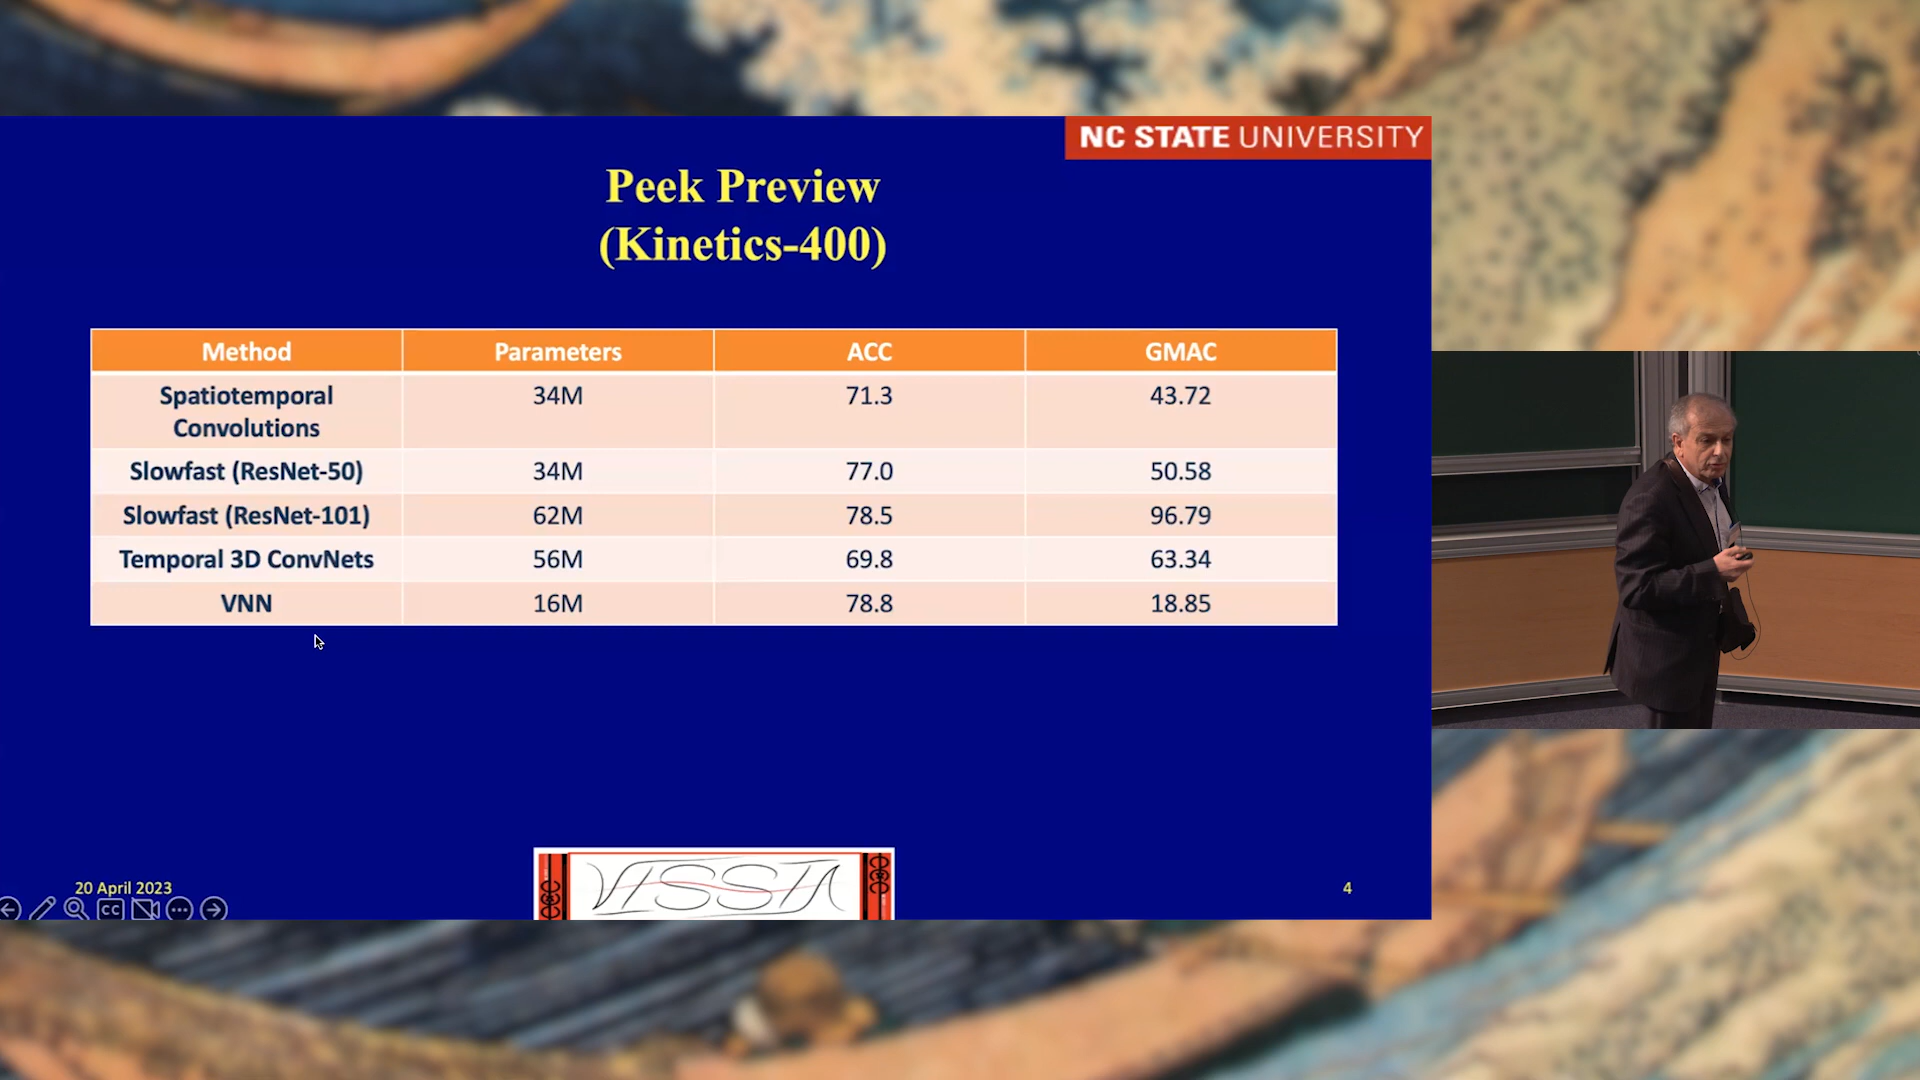 NC STATE UNIVERSITY
Peek Preview
(Kinetics-400)
Method Parameters ACC GMAC
Spatiotemporal
Convolutions 34M 71.3 43.72
Slowfast (ResNet-50) 34M 77.0 50.58
Slowfast (ResNet-101) 62M 78.5 96.79
Temporal 3D ConvNets 56M 69.8 63.34
VNN 16M 78.8 18.85
VISSTA
20 April 2023
4
CC